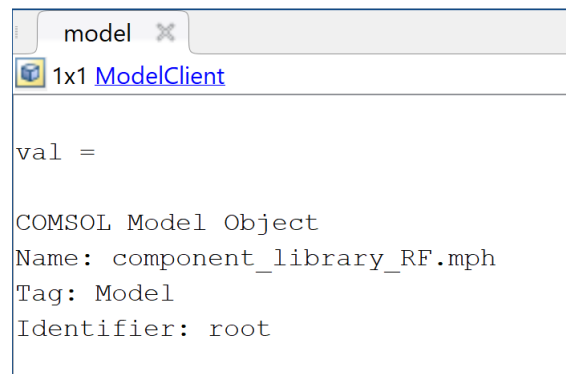 model
1x1 ModelClient
val =
COMSOL Model Object
Name: component_library_RF.mph
Tag: Model
Identifier: root